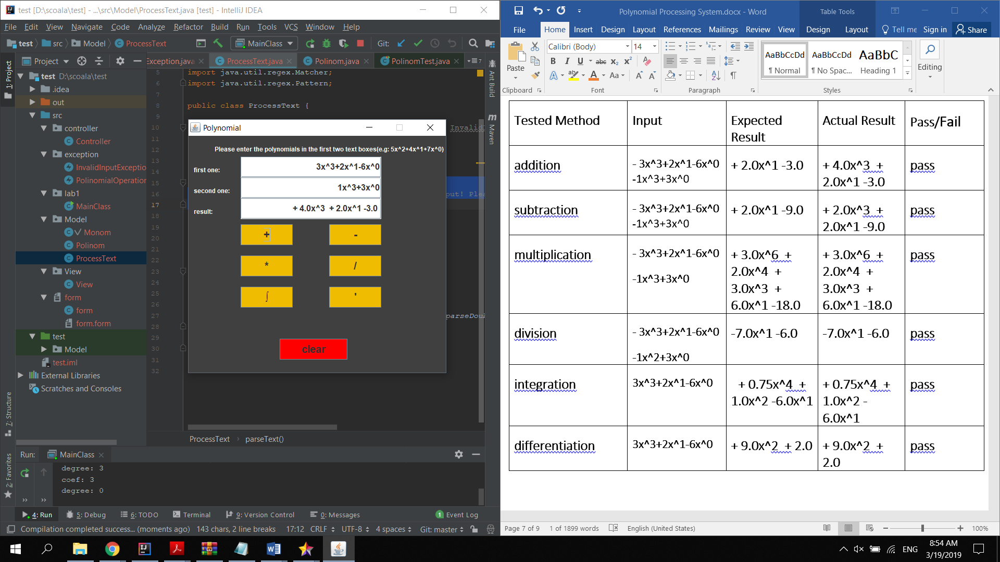 test [D:\scoala\test] - ...\src\Model\ProcessText.java [test] - IntelliJ IDEA
File Edit View Navigate Code Analyze Refactor Build Run Tools VCS Window Help
test src Model ProcessText MainClass Git:
1: Project
7: Structure
2: Favorites
Project
test D:\scoala\test
.idea
out
src
controller
Controller
exception
InvalidInputExceptio
PolinomialOperation
lab1
MainClass
Model
Monom
Polinom
ProcessText
View
View
form
form
form.form
test
Model
test.iml
External Libraries
Scratches and Consoles
Exception.java ProcessText.java Polinom.java PolinomTest.java 7
5 import java.util.regex.Matcher;
6 import java.util.regex.Pattern;
7
8 public class ProcessText {
9
10 InvalidI
11
12
13
14
15
16 put! Plea
17
18
19
20
21
22
23
24
25
26
27 parseDoub
28
29
30
31
32
Ant Build
Maven
Polynomial
Please enter the polynomials in the first two text boxes(e.g: 5x^2+4x^1+7x^0)
first one: 3x^3+2x^1-6x^0
second one: 1x^3+3x^0
result: + 4.0x^3 + 2.0x^1 -3.0
+ -
* /
∫ '
clear
ProcessText › parseText()
Run: MainClass
degree: 3
coef: 3
degree: 0
4: Run 5: Debug 6: TODO Terminal 9: Version Control 0: Messages 1 Event Log
Compilation completed success... (moments ago) 143 chars, 2 line breaks 17:12 CRLF UTF-8 4 spaces Git: master
Polynomial Processing System.docx - Word Table Tools
File Home Insert Design Layout References Mailings Review View Design Layout Tell me Sign in Share
Paste
Calibri (Body) 14
B I U abc x₂ x²
A A Aa A A
AaBbCcDd AaBbCcDd AaBbC
¶ Normal ¶ No Spac... Heading 1
Editing
Clipboard Font Paragraph Styles
Tested Method Input Expected Result Actual Result Pass/Fail
addition - 3x^3+2x^1-6x^0 + 2.0x^1 -3.0 + 4.0x^3 + pass
-1x^3+3x^0 2.0x^1 -3.0
subtraction - 3x^3+2x^1-6x^0 + 2.0x^1 -9.0 + 2.0x^3 + pass
-1x^3+3x^0 2.0x^1 -9.0
multiplication - 3x^3+2x^1-6x^0 + 3.0x^6 + + 3.0x^6 + pass
2.0x^4 + 2.0x^4 +
-1x^3+3x^0 3.0x^3 + 3.0x^3 +
6.0x^1 -18.0 6.0x^1 -18.0
division - 3x^3+2x^1-6x^0 -7.0x^1 -6.0 -7.0x^1 -6.0 pass
-1x^2+3x^0
integration 3x^3+2x^1-6x^0 + 0.75x^4 + + 0.75x^4 + pass
1.0x^2 -6.0x^1 1.0x^2 -
6.0x^1
differentiation 3x^3+2x^1-6x^0 + 9.0x^2 + 2.0 + 9.0x^2 + pass
2.0
Page 7 of 9 1 of 1899 words English (United States) 100%
ENG 8:54 AM
3/19/2019